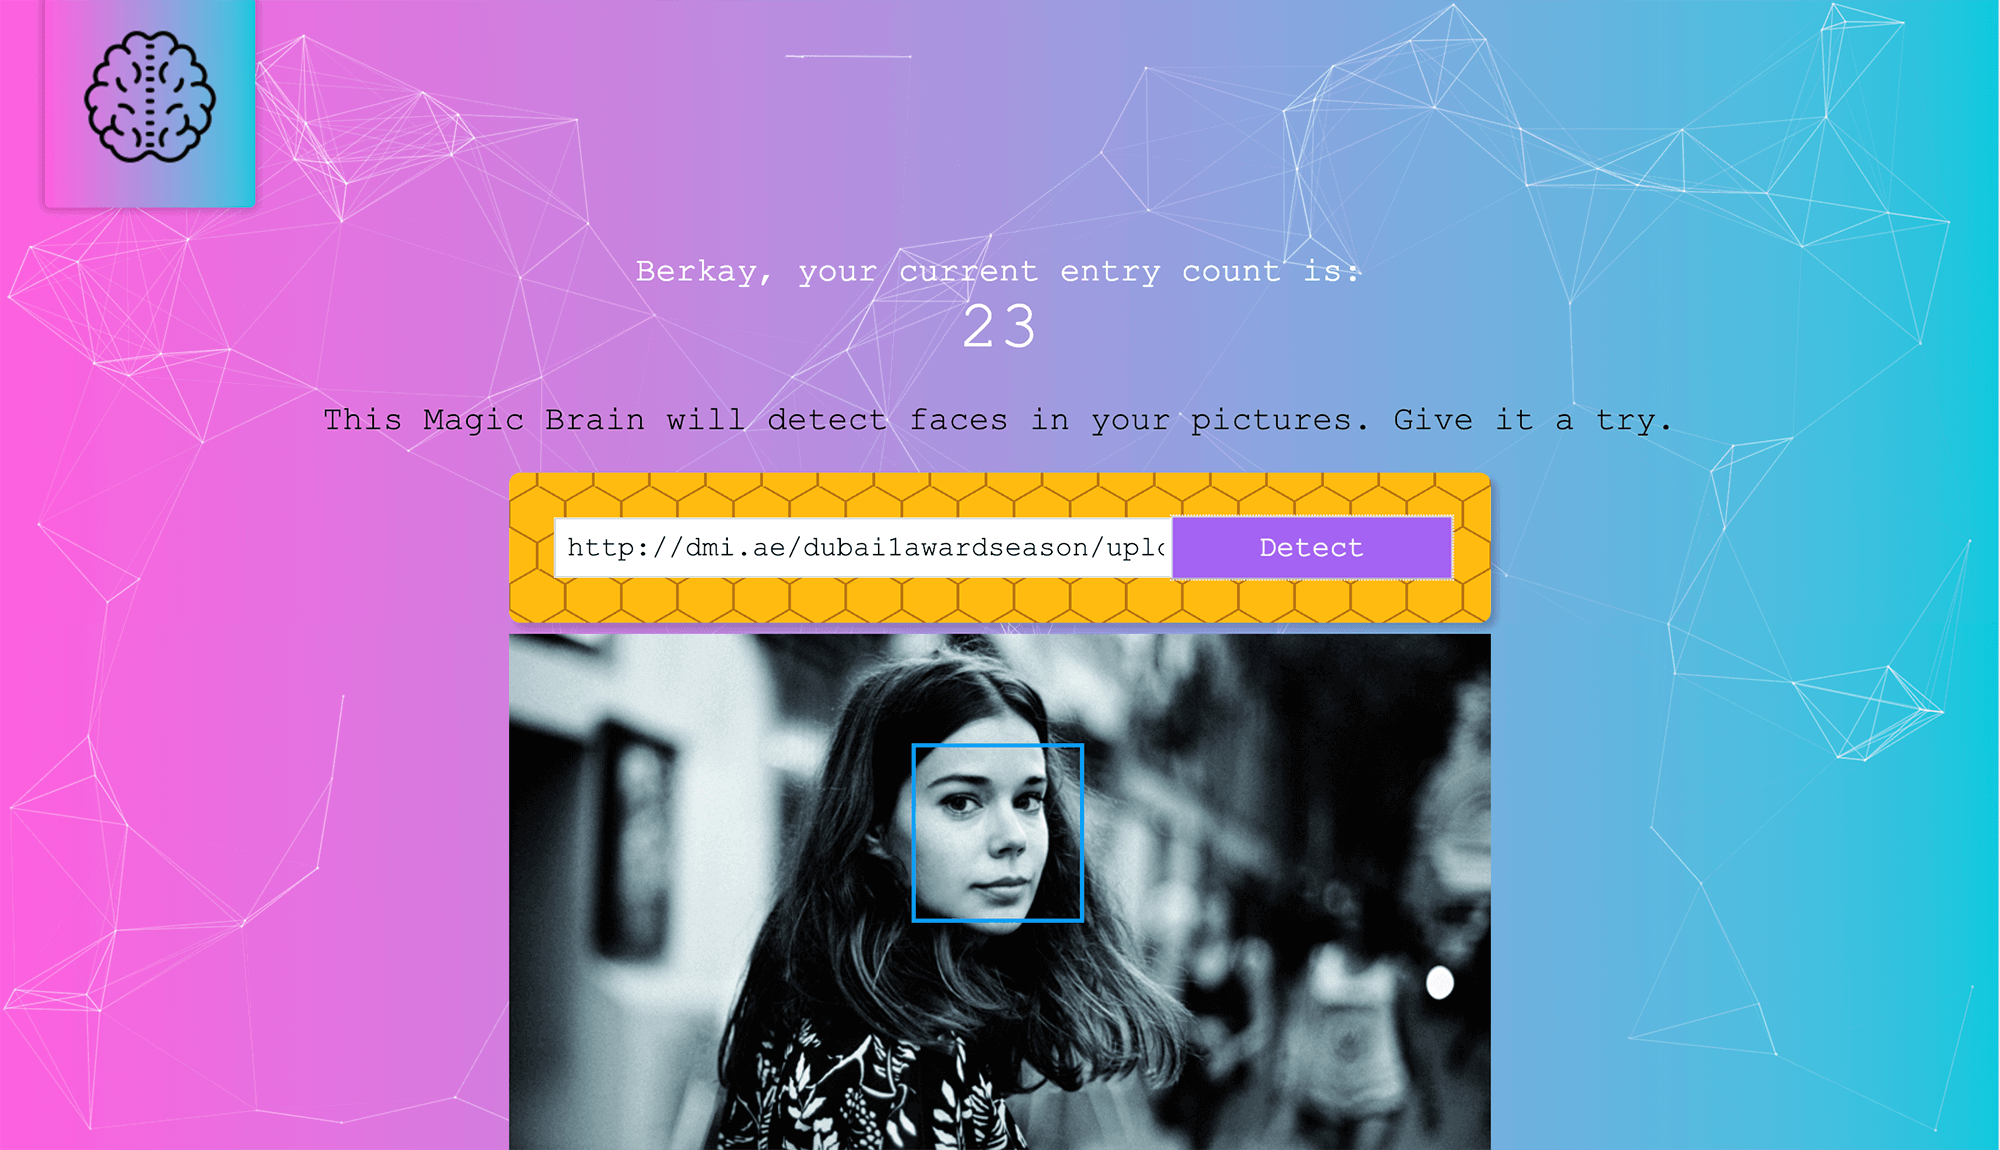 Berkay, your current entry count is:
23
This Magic Brain will detect faces in your pictures. Give it a try.
http://dmi.ae/dubai1awardseason/uplo
Detect